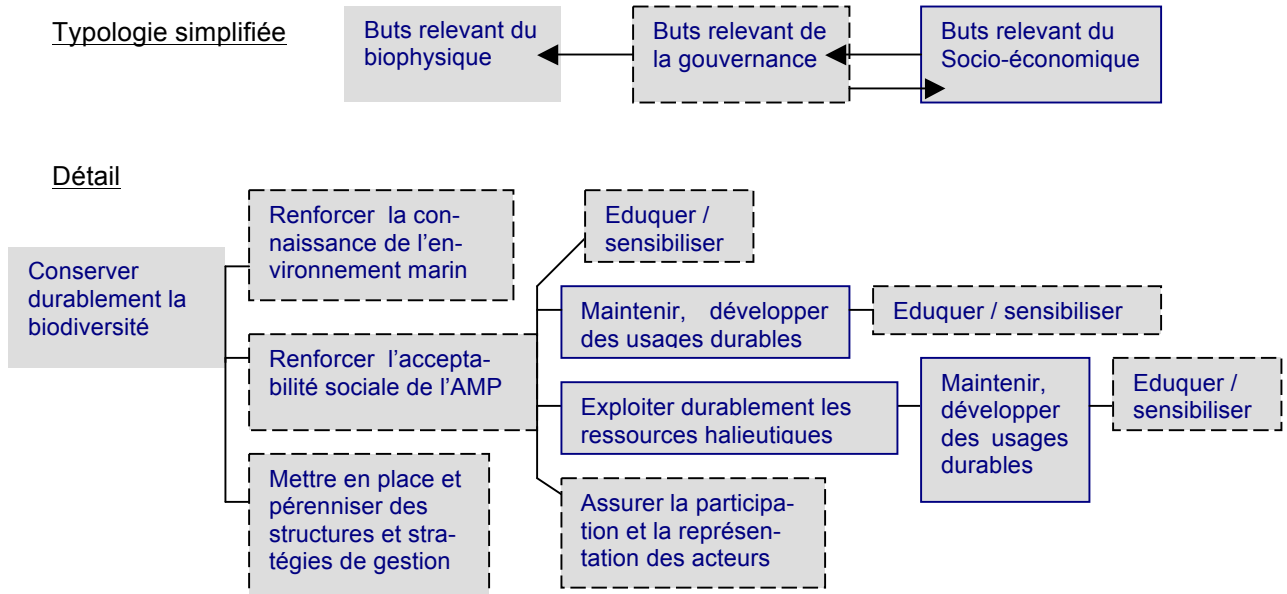 Typologie simplifiée
Buts relevant du
biophysique
Buts relevant de
la gouvernance
Buts relevant du
Socio-économique
Détail
Conserver
durablement la
biodiversité
Renforcer la con-
naissance de l'en-
vironnement marin
Renforcer l'accepta-
bilité sociale de l'AMP
Mettre en place et
pérenniser des
structures et stra-
tégies de gestion
Eduquer /
sensibiliser
Maintenir, développer
des usages durables
Eduquer / sensibiliser
Exploiter durablement les
ressources halieutiques
Maintenir,
développer
des usages
durables
Eduquer /
sensibiliser
Assurer la participa-
tion et la représen-
tation des acteurs